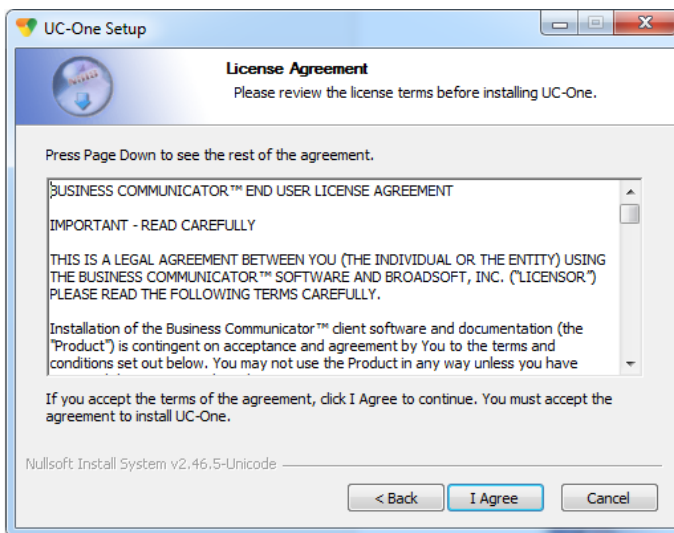 UC-One Setup
License Agreement
Please review the license terms before installing UC-One.
Press Page Down to see the rest of the agreement.
BUSINESS COMMUNICATOR™ END USER LICENSE AGREEMENT
IMPORTANT - READ CAREFULLY
THIS IS A LEGAL AGREEMENT BETWEEN YOU (THE INDIVIDUAL OR THE ENTITY) USING
THE BUSINESS COMMUNICATOR™ SOFTWARE AND BROADSOFT, INC. ("LICENSOR")
PLEASE READ THE FOLLOWING TERMS CAREFULLY.
Installation of the Business Communicator™ client software and documentation (the
"Product") is contingent on acceptance and agreement by You to the terms and
conditions set out below. You may not use the Product in any way unless you have
If you accept the terms of the agreement, click I Agree to continue. You must accept the
agreement to install UC-One.
Nullsoft Install System v2.46.5-Unicode
< Back
I Agree
Cancel